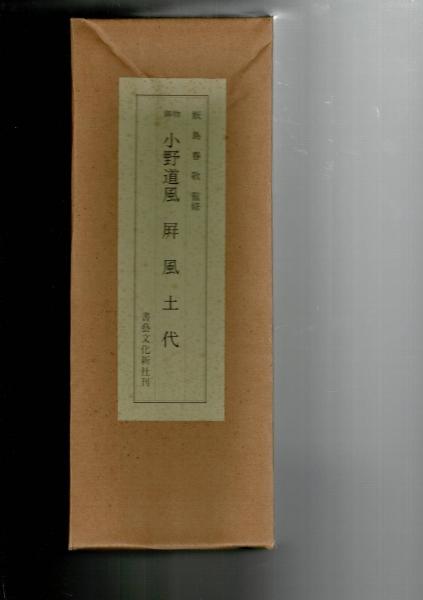 飯島春敬 監修
御物
小野道風 屏風土代
書藝文化新社刊